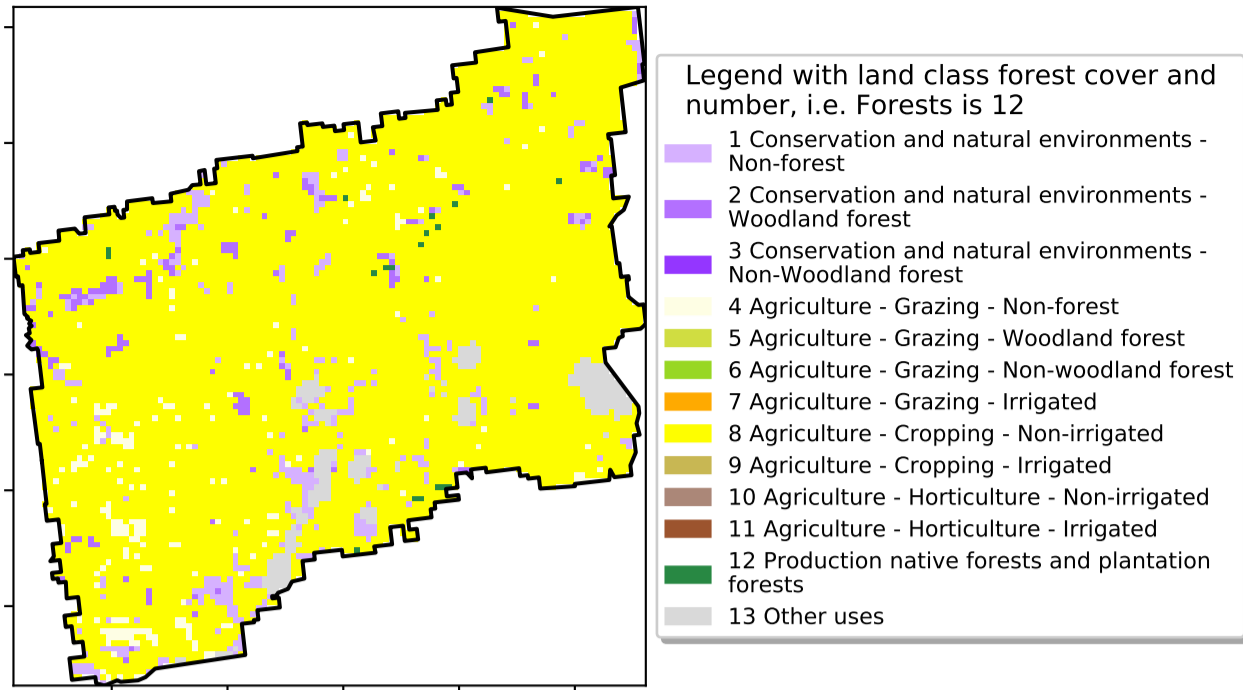 Legend with land class forest cover and
number, i.e. Forests is 12
1 Conservation and natural environments -
Non-forest
2 Conservation and natural environments -
Woodland forest
3 Conservation and natural environments -
Non-Woodland forest
4 Agriculture - Grazing - Non-forest
5 Agriculture - Grazing - Woodland forest
6 Agriculture - Grazing - Non-woodland forest
7 Agriculture - Grazing - Irrigated
8 Agriculture - Cropping - Non-irrigated
9 Agriculture - Cropping - Irrigated
10 Agriculture - Horticulture - Non-irrigated
11 Agriculture - Horticulture - Irrigated
12 Production native forests and plantation
forests
13 Other uses